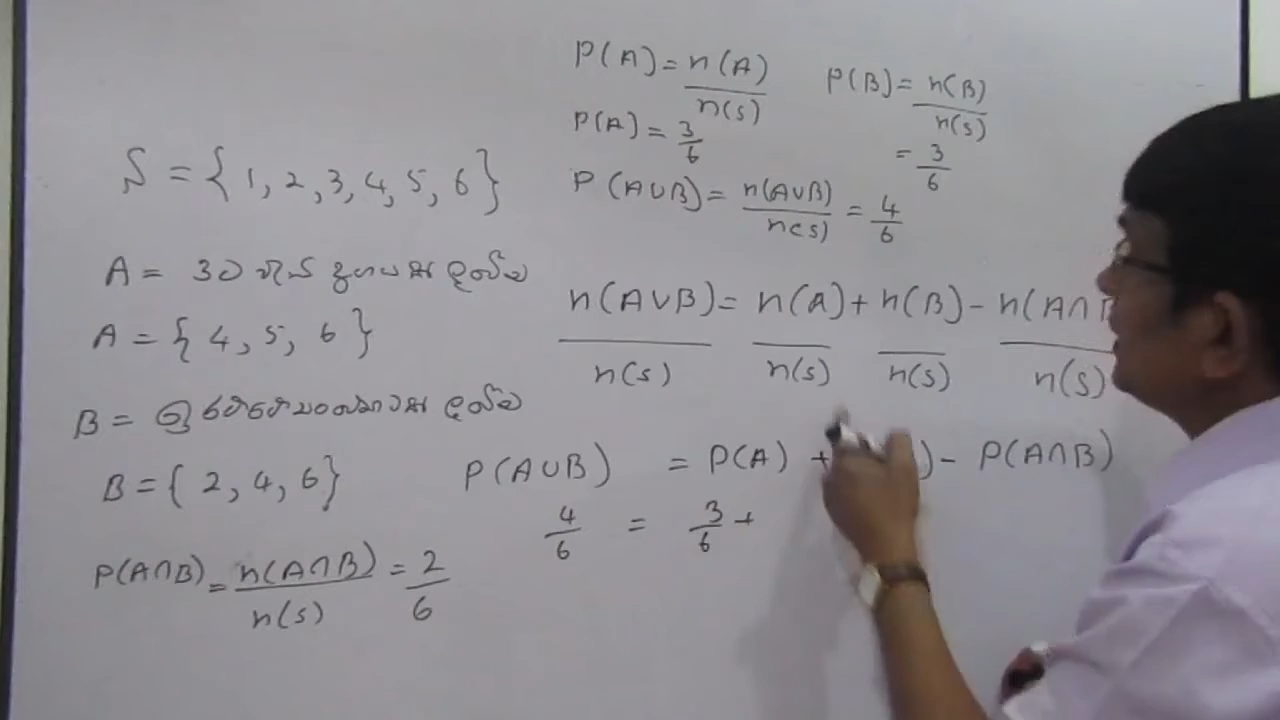 S = {1, 2, 3, 4, 5, 6}
A = 3ට වැඩි දැයක් ලැබීම
A = { 4, 5, 6 }
B = ඉරට්ටේ සංඛ්‍යාවක් ලැබීම
B = { 2, 4, 6 }
P(A∩B) = n(A∩B)/n(S) = 2/6
P(A) = n(A)/n(S)
P(A) = 3/6
P(B) = n(B)/n(S)
= 3/6
P(A∪B) = n(A∪B)/n(S) = 4/6
n(A∪B)/n(S) = n(A)/n(S) + n(B)/n(S) - n(A∩B/n(S)
P(A∪B) = P(A) + ) - P(A∩B)
4/6 = 3/6 +